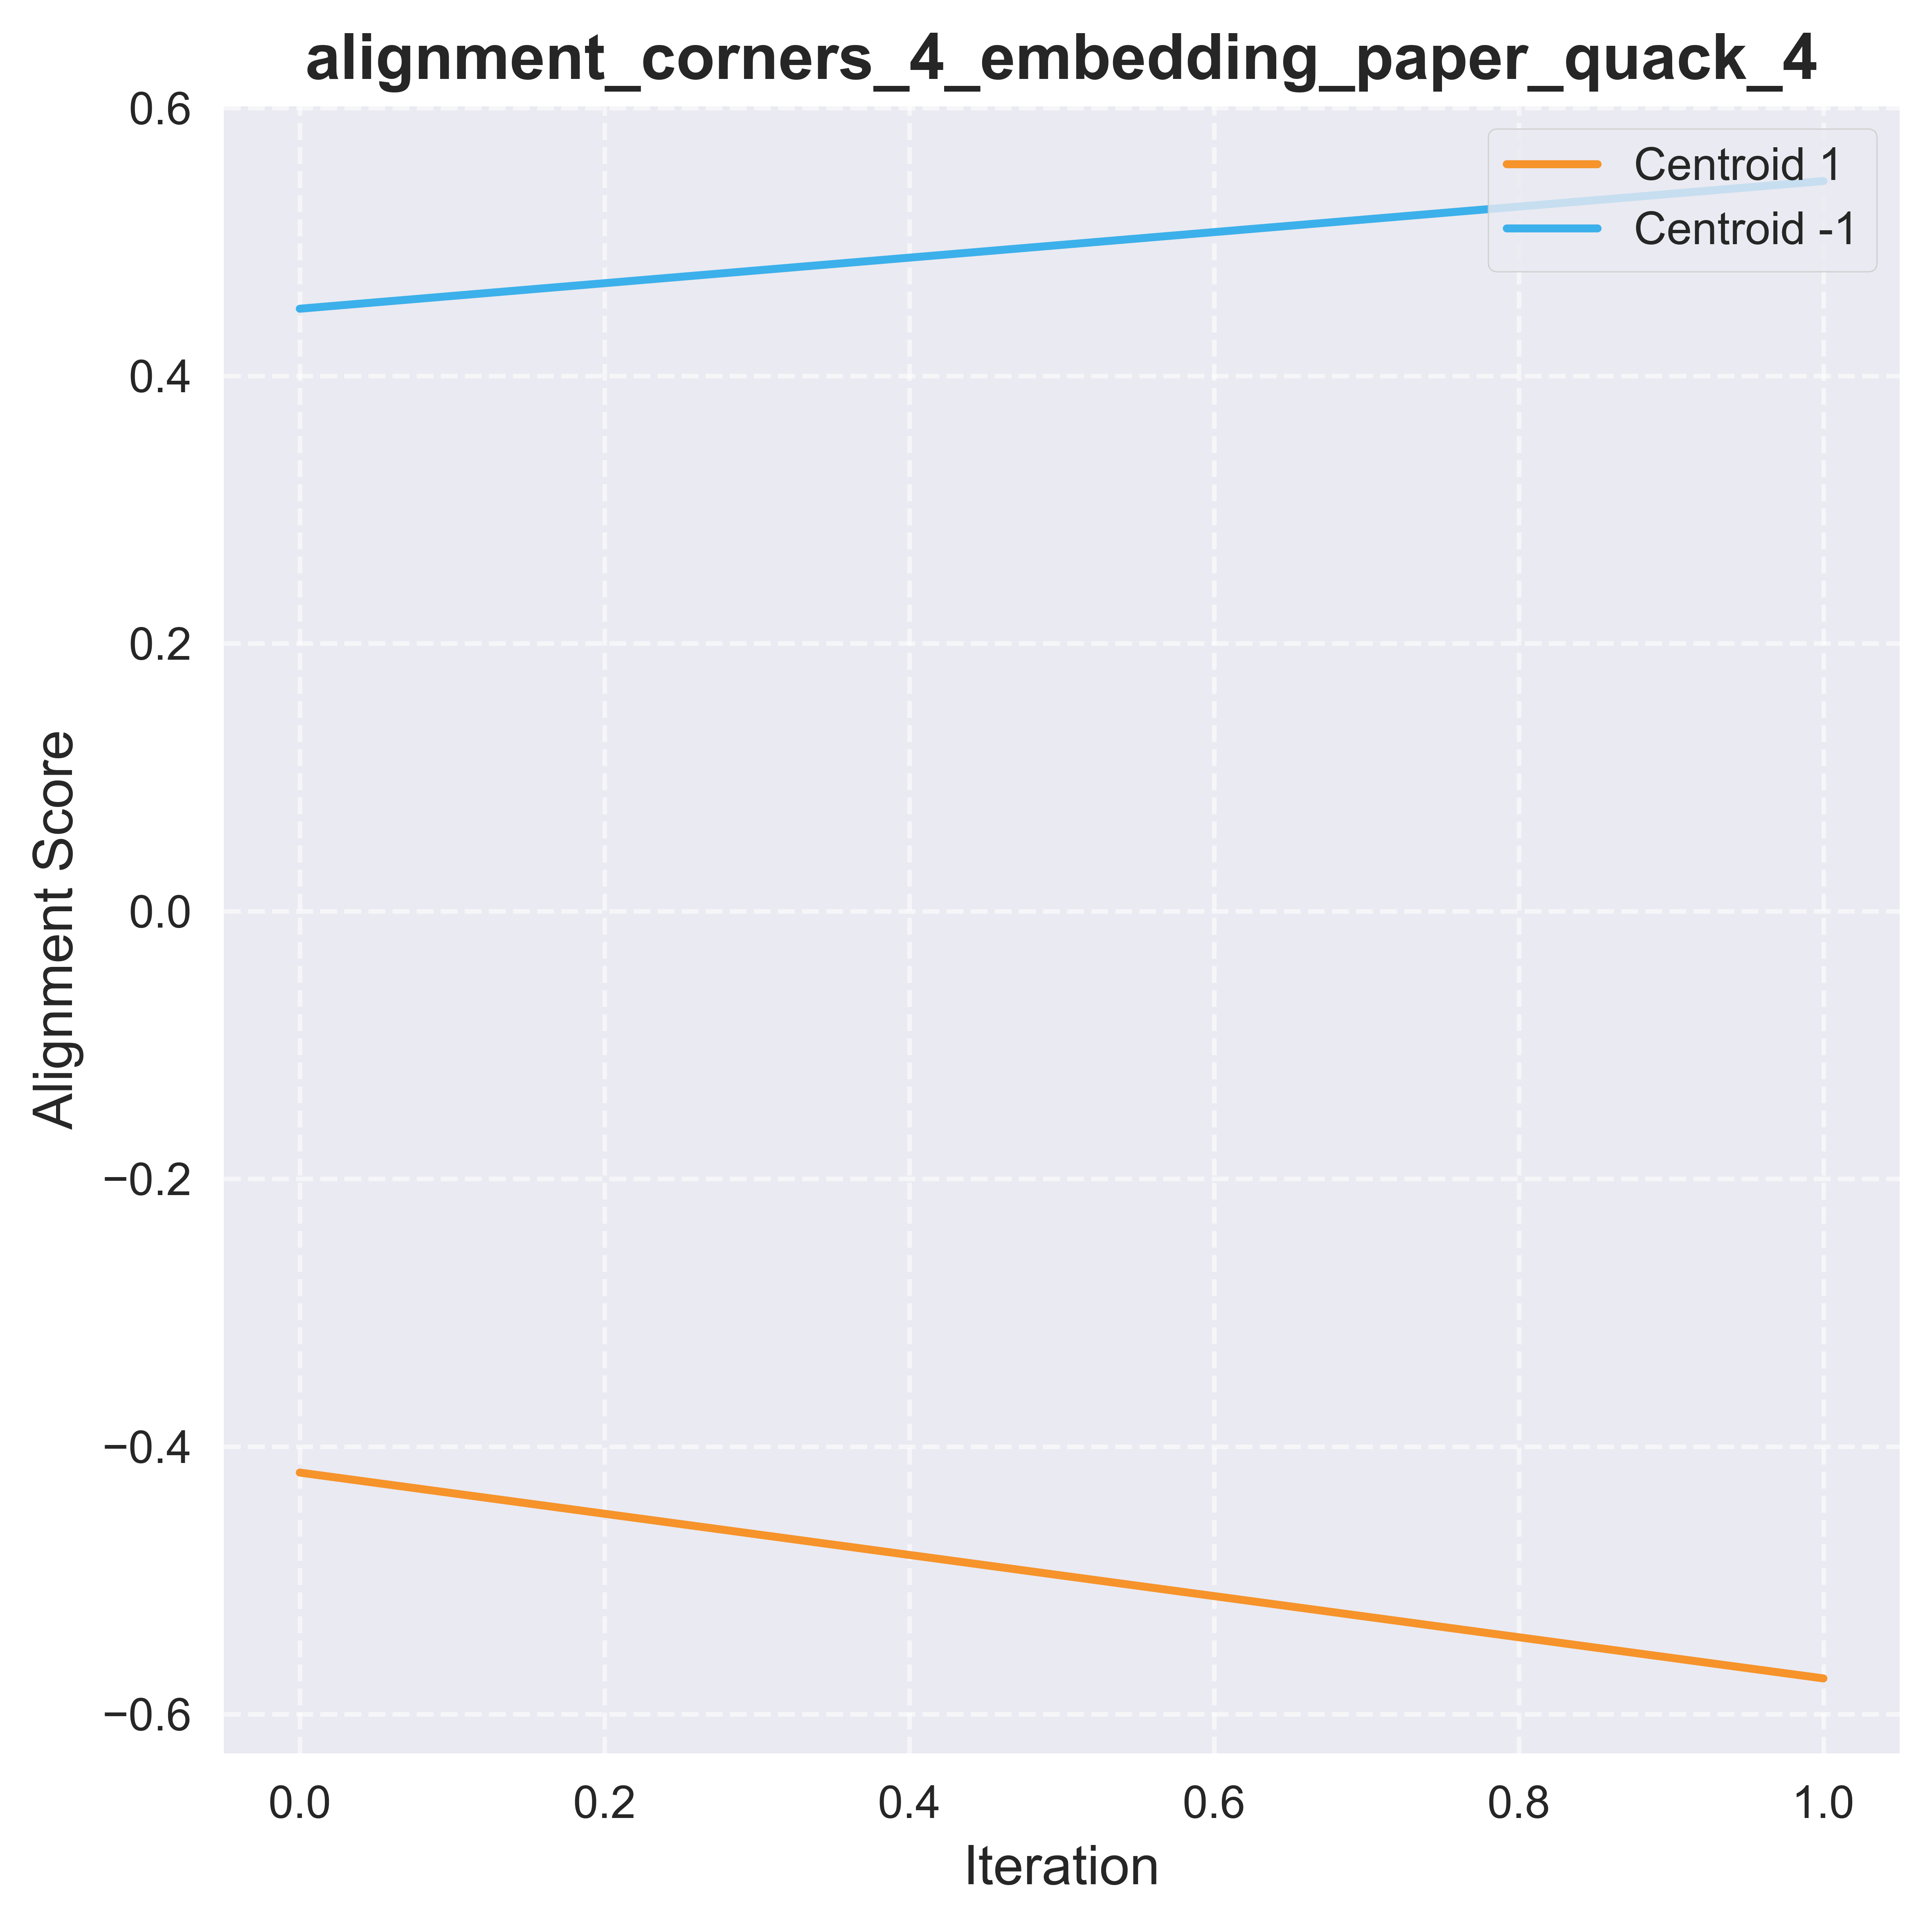 alignment_corners_4_embedding_paper_quack_4
Centroid 1
Centroid -1
Alignment Score
0.6
0.4
0.2
0.0
−0.2
−0.4
−0.6
0.0 0.2 0.4 0.6 0.8 1.0
Iteration